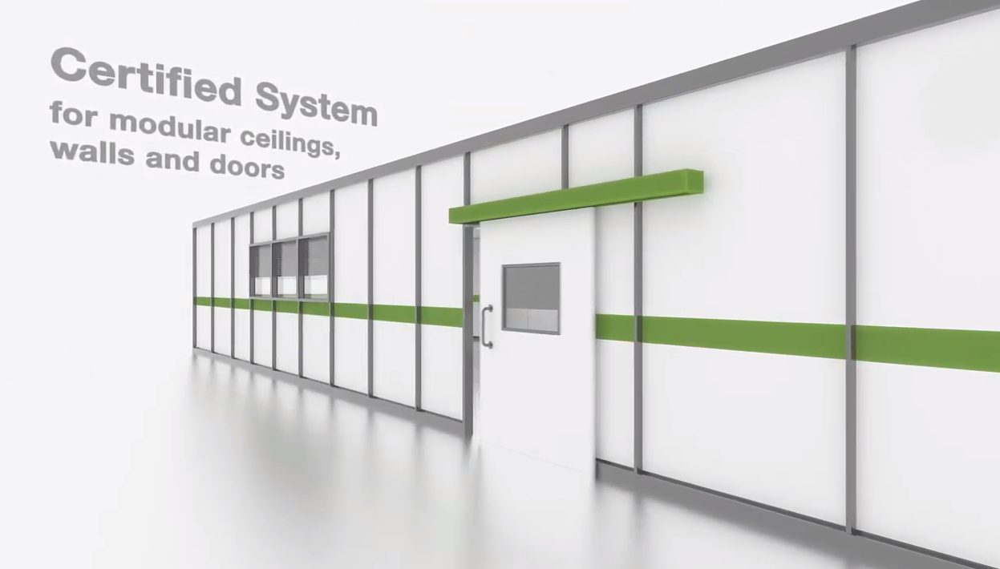 Certified System
for modular ceilings,
walls and doors